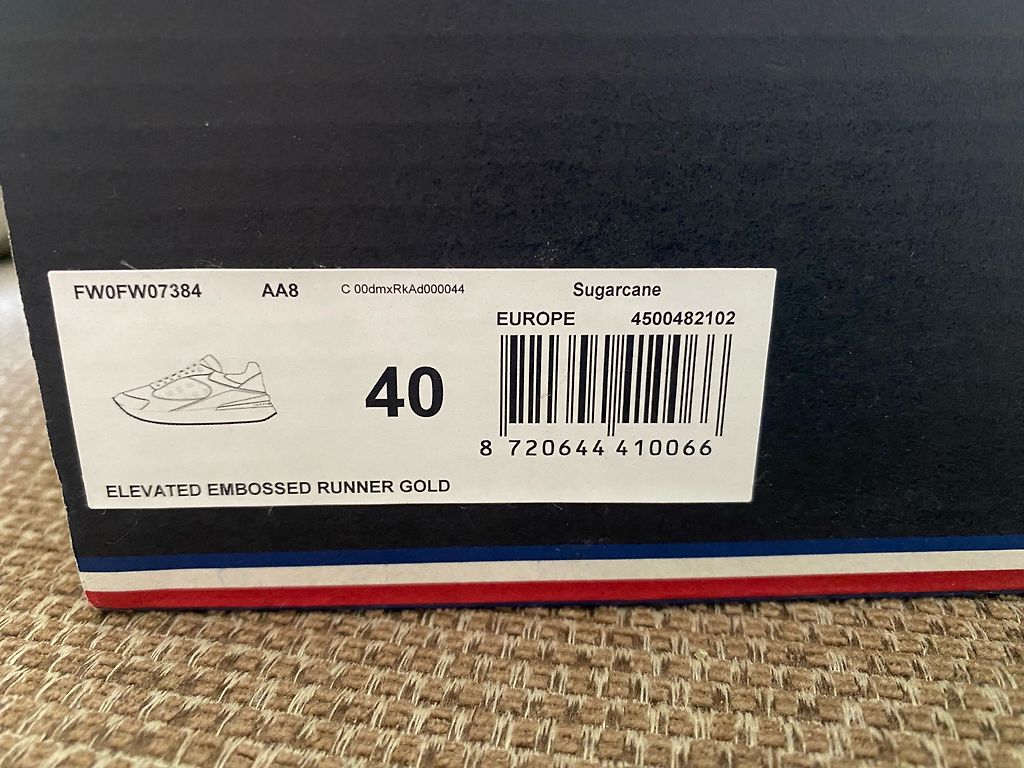 FW0FW07384 AA8 C 00dmxRkAd000044 Sugarcane
EUROPE 4500482102
40
8 720644 410066
ELEVATED EMBOSSED RUNNER GOLD